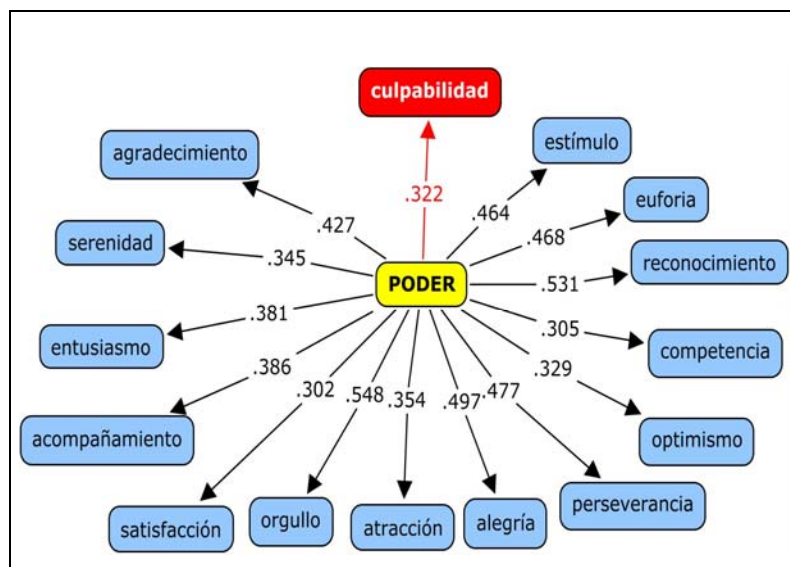 culpabilidad
agradecimiento
estímulo
.322
.464
euforia
.427
.468
serenidad
.345
reconocimiento
PODER
.531
.381
.305
entusiasmo
competencia
.386
.329
.302
.548
.354
.497
.477
acompañamiento
optimismo
perseverancia
satisfacción
orgullo
atracción
alegría